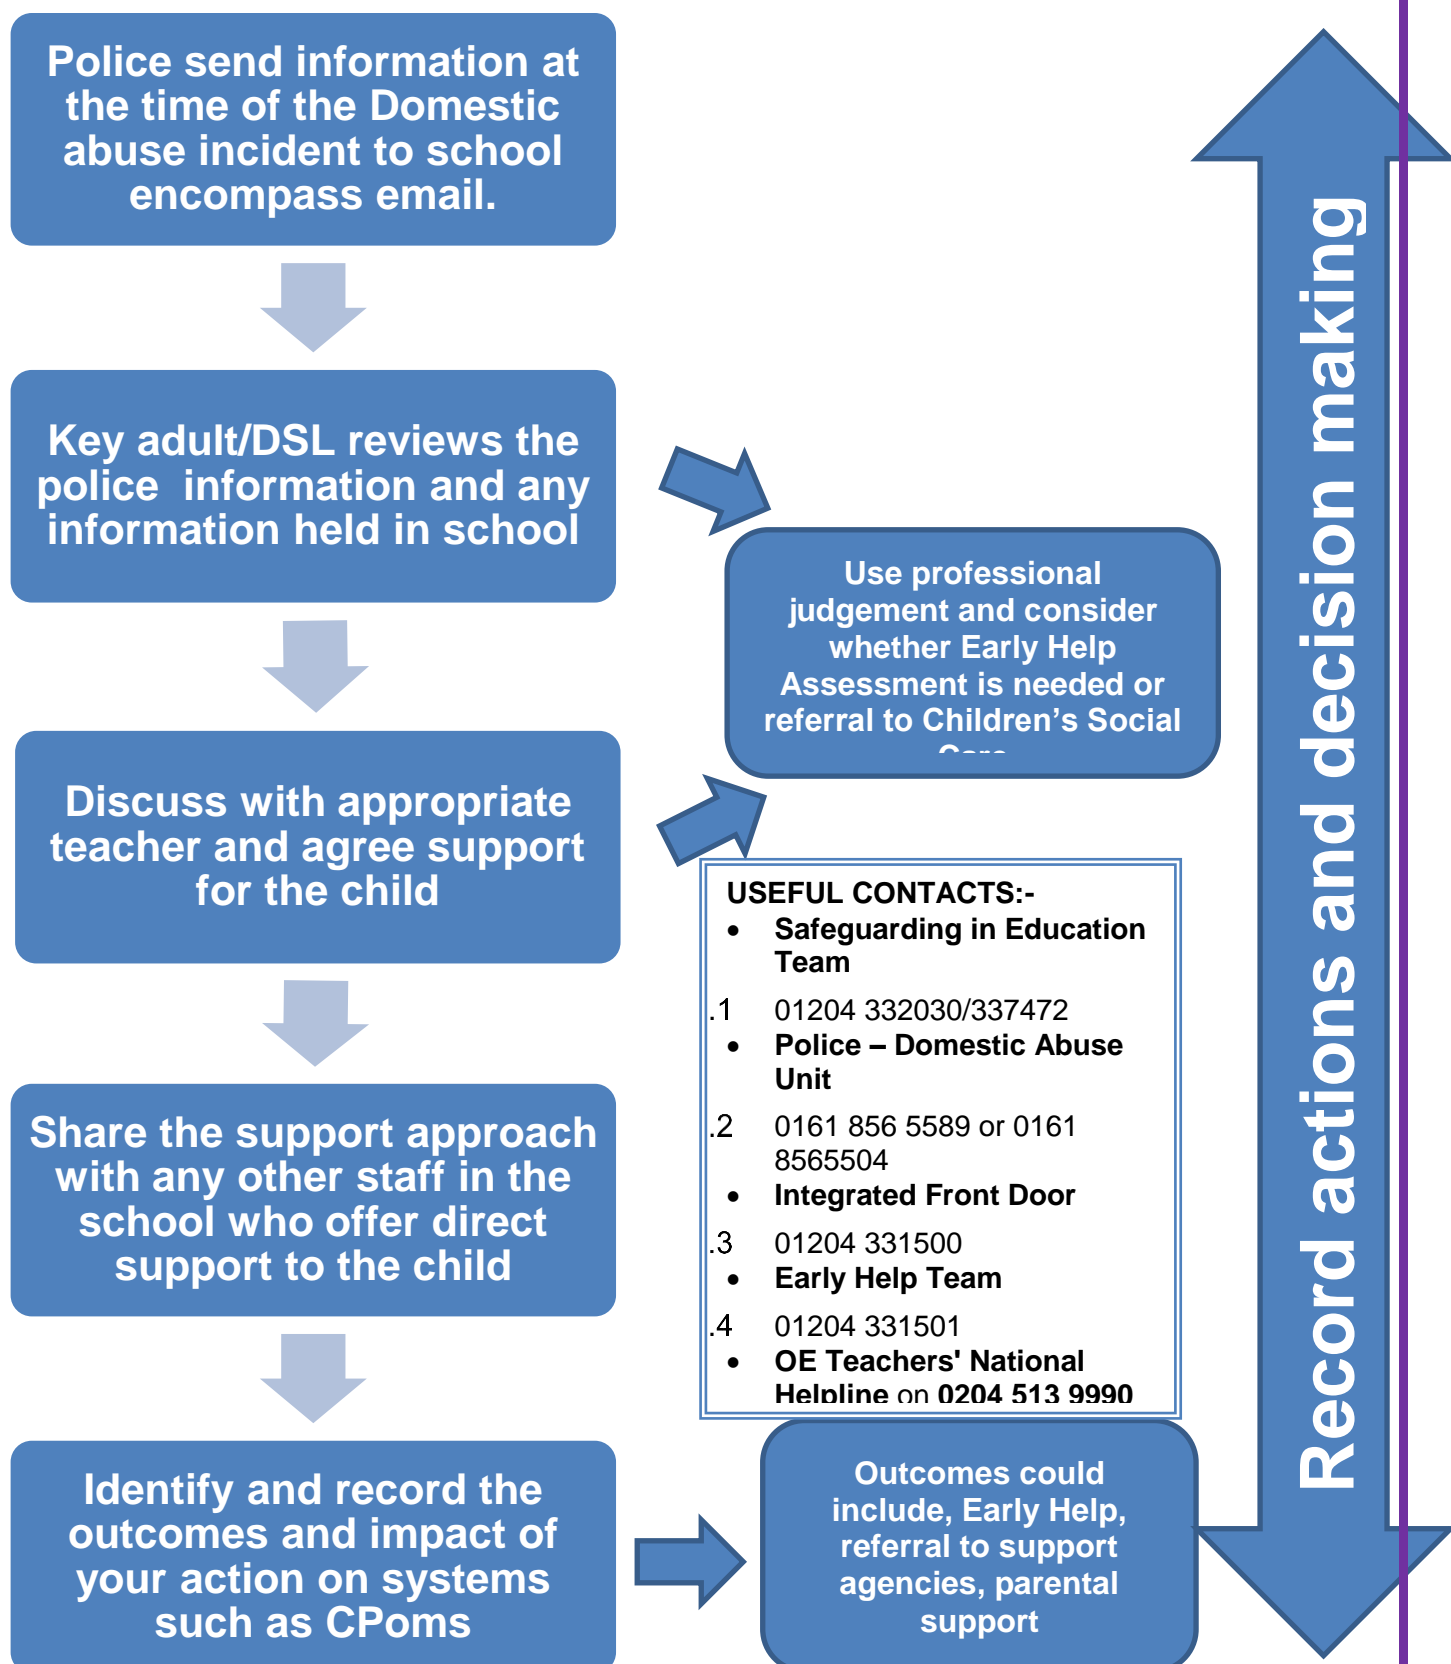 Police send information at
the time of the Domestic
abuse incident to school
encompass email.
Key adult/DSL reviews the
police  information and any
information held in school
Use professional
judgement and consider
whether Early Help
Assessment is needed or
referral to Children’s Social
Care
Discuss with appropriate
teacher and agree support
for the child
USEFUL CONTACTS:-
• Safeguarding in Education
Team
.1 01204 332030/337472
• Police – Domestic Abuse
Unit
.2 0161 856 5589 or 0161
8565504
• Integrated Front Door
.3 01204 331500
• Early Help Team
.4 01204 331501
• OE Teachers' National
Helpline on 0204 513 9990
Share the support approach
with any other staff in the
school who offer direct
support to the child
Identify and record the
outcomes and impact of
your action on systems
such as CPoms
Outcomes could
include, Early Help,
referral to support
agencies, parental
support
Record actions and decision making